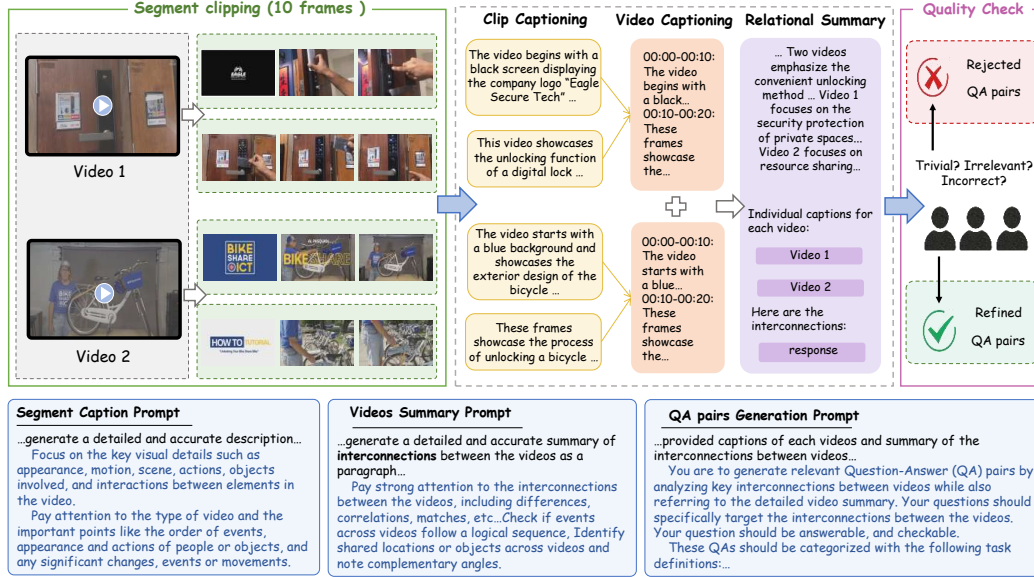 Segment clipping (10 frames )
Video 1
Video 2
EAGLE
BIKE
SHARE
ICT
BIKESHARE
HOW TO TUTORIAL
Clip Captioning
The video begins with a
black screen displaying
the company logo "Eagle
Secure Tech" ...
This video showcases
the unlocking function
of a digital lock ...
The video starts with
a blue background and
showcases the
exterior design of the
bicycle ...
These frames
showcase the process
of unlocking a bicycle ...
Video Captioning
00:00-00:10:
The video
begins with
a black...
00:10-00:20:
These
frames
showcase
the...
00:00-00:10:
The video
starts with
a blue...
00:10-00:20:
These
frames
showcase
the...
Relational Summary
... Two videos
emphasize the
convenient unlocking
method ... Video 1
focuses on the
security protection
of private spaces...
Video 2 focuses on
resource sharing...
Individual captions for
each video:
Video 1
Video 2
Here are the
interconnections:
response
Quality Check
Rejected
QA pairs
Trivial? Irrelevant?
Incorrect?
Refined
QA pairs
Segment Caption Prompt
...generate a detailed and accurate description...
Focus on the key visual details such as
appearance, motion, scene, actions, objects
involved, and interactions between elements in
the video.
Pay attention to the type of video and the
important points like the order of events,
appearance and actions of people or objects, and
any significant changes, events or movements.
Videos Summary Prompt
...generate a detailed and accurate summary of
interconnections between the videos as a
paragraph...
Pay strong attention to the interconnections
between the videos, including differences,
correlations, matches, etc...Check if events
across videos follow a logical sequence, Identify
shared locations or objects across videos and
note complementary angles.
QA pairs Generation Prompt
...provided captions of each videos and summary of the
interconnections between videos...
You are to generate relevant Question-Answer (QA) pairs by
analyzing key interconnections between videos while also
referring to the detailed video summary. Your questions should
specifically target the interconnections between the videos.
Your question should be answerable, and checkable.
These QAs should be categorized with the following task
definitions:...